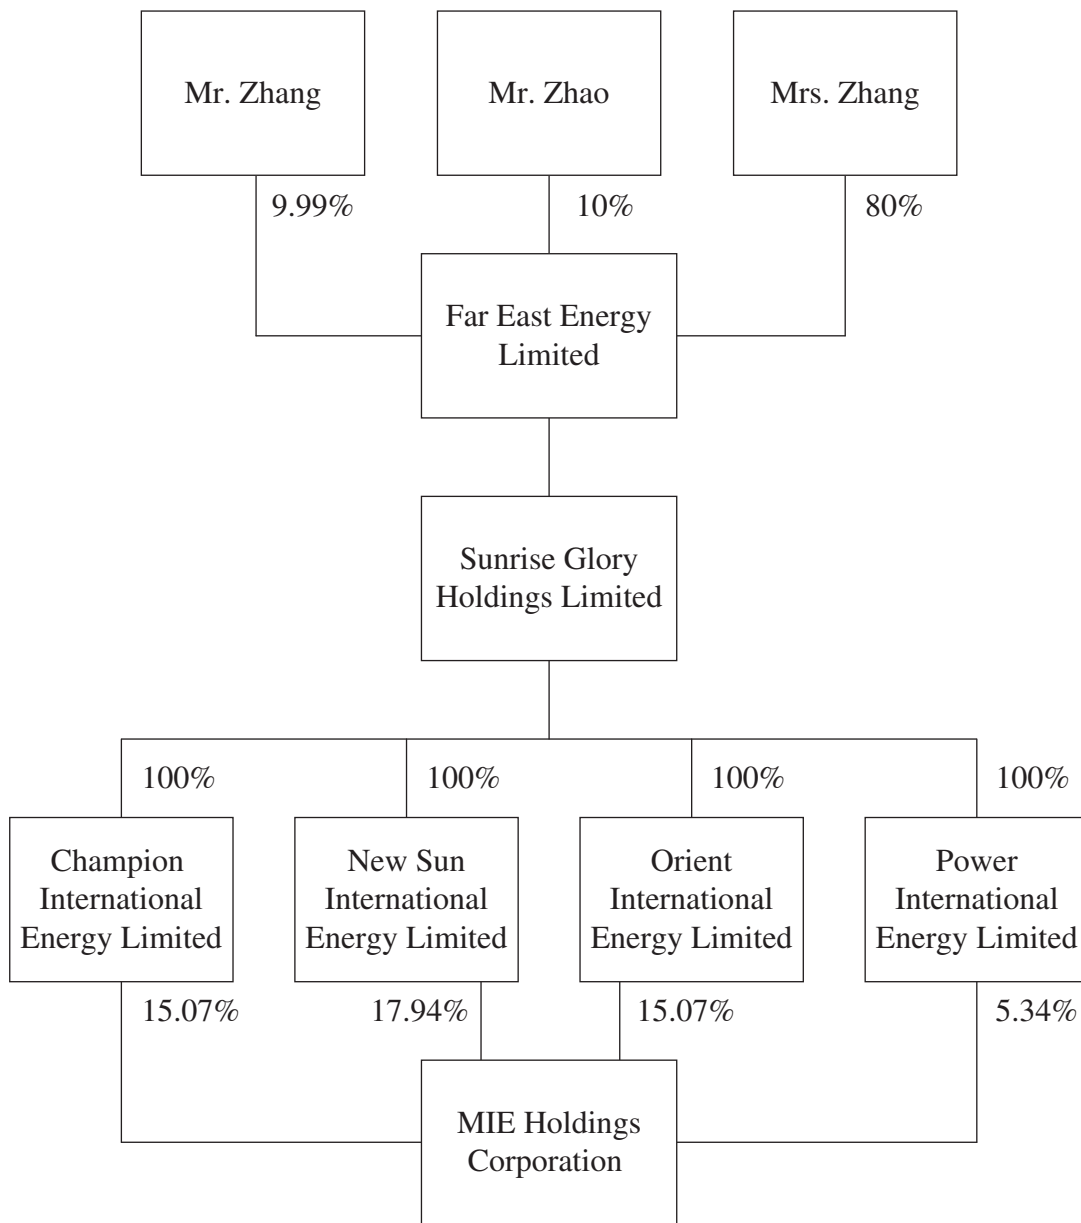 Mr. Zhang
Mr. Zhao
Mrs. Zhang
9.99%
10%
80%
Far East Energy
Limited
Sunrise Glory
Holdings Limited
100%
100%
100%
100%
Champion
International
Energy Limited
New Sun
International
Energy Limited
Orient
International
Energy Limited
Power
International
Energy Limited
15.07%
17.94%
15.07%
5.34%
MIE Holdings
Corporation